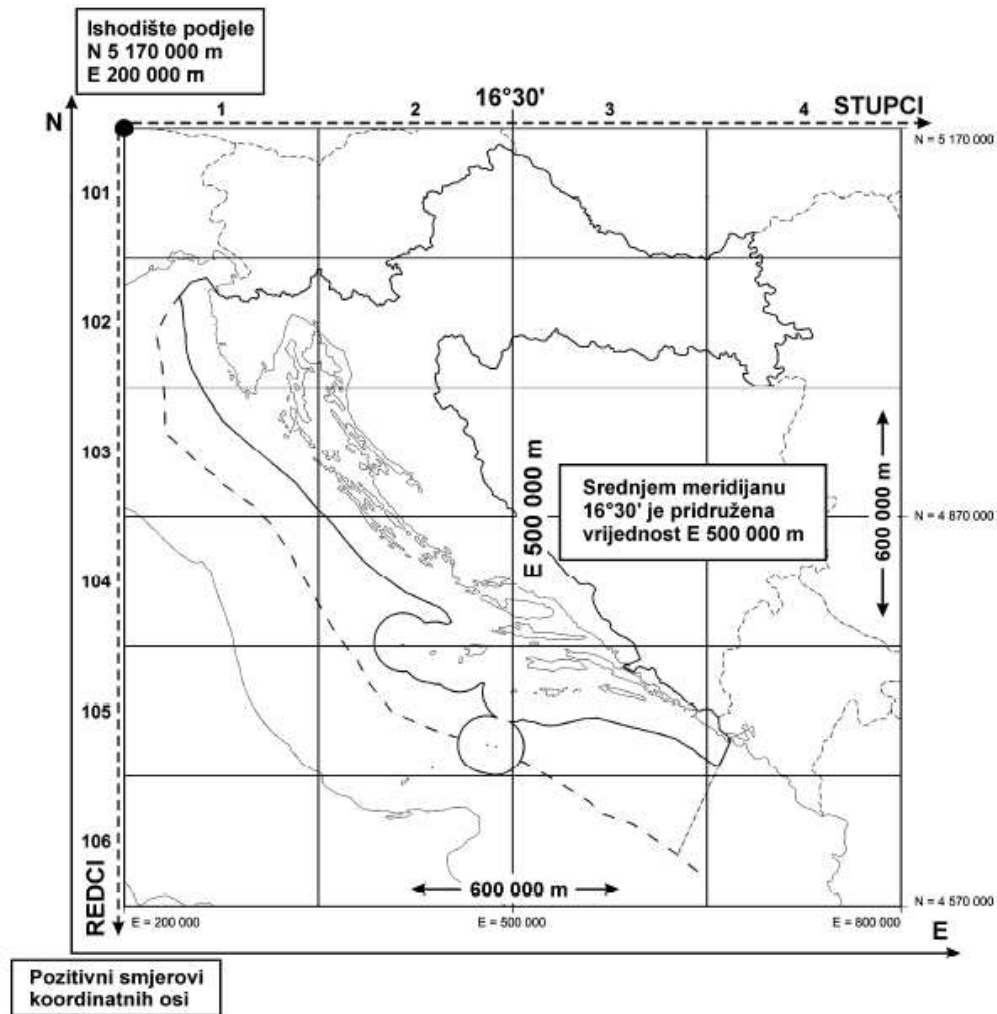 Ishodište podjele
N 5 170 000 m
E 200 000 m
N
1
2
16°30'
3
4
STUPCI
N = 5 170 000
101
102
103
104
105
106
E 500 000 m
Srednjem meridijanu
16°30' je pridružena
vrijednost E 500 000 m
600 000 m
N = 4 870 000
600 000 m
REDCI
N = 4 570 000
E = 200 000
E = 500 000
E = 800 000
E
Pozitivni smjerovi
koordinatnih osi